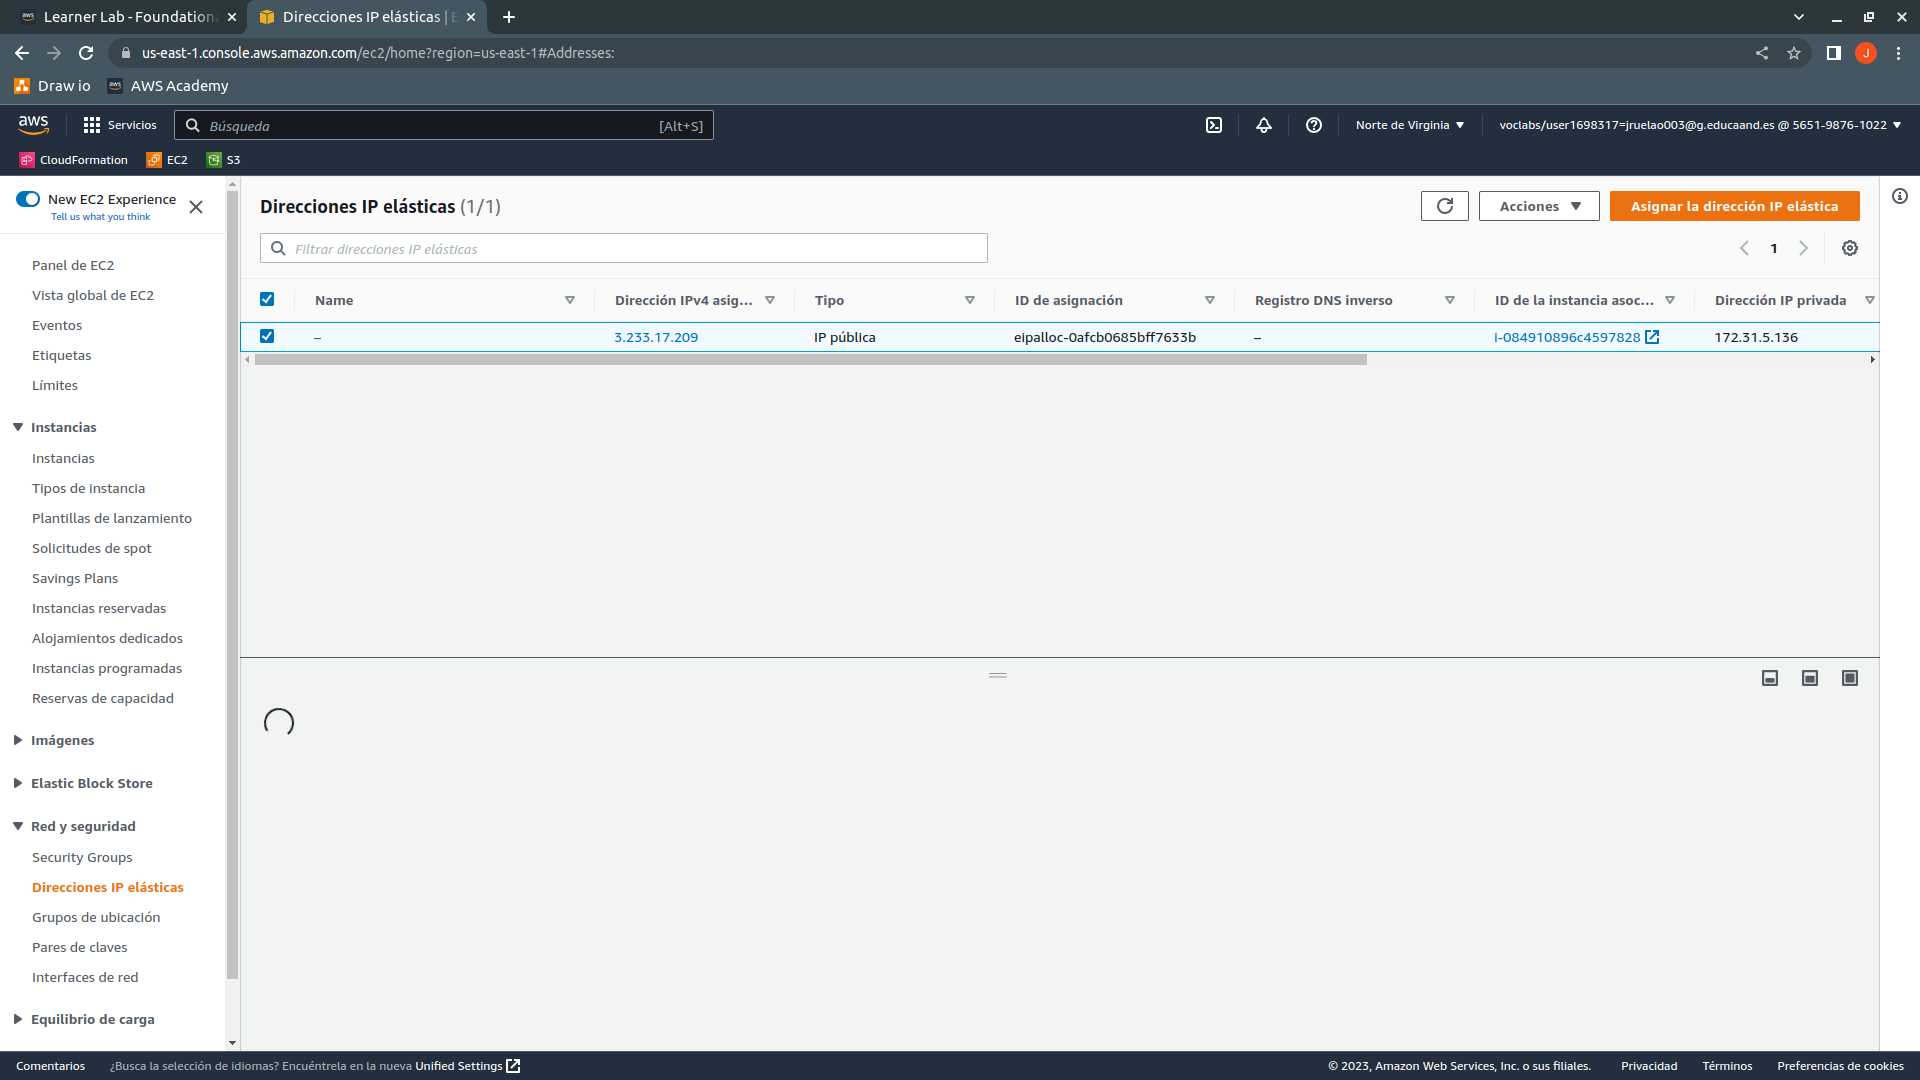 Learner Lab - Foundation
Direcciones IP elásticas | E
us-east-1.console.aws.amazon.com/ec2/home?region=us-east-1#Addresses:
J
Draw io
aws AWS Academy
aws
Servicios
Búsqueda
[Alt+S]
Norte de Virginia
voclabs/user1698317=jruelao003@g.educaand.es @ 5651-9876-1022
CloudFormation
EC2
S3
New EC2 Experience
Tell us what you think
Panel de EC2
Vista global de EC2
Eventos
Etiquetas
Límites
Instancias
Instancias
Tipos de instancia
Plantillas de lanzamiento
Solicitudes de spot
Savings Plans
Instancias reservadas
Alojamientos dedicados
Instancias programadas
Reservas de capacidad
Imágenes
Elastic Block Store
Red y seguridad
Security Groups
Direcciones IP elásticas
Grupos de ubicación
Pares de claves
Interfaces de red
Equilibrio de carga
Direcciones IP elásticas (1/1)
Acciones
Asignar la dirección IP elástica
Filtrar direcciones IP elásticas
1
Name Dirección IPv4 asig... Tipo ID de asignación Registro DNS inverso ID de la instancia asoc... Dirección IP privada
– 3.233.17.209 IP pública eipalloc-0afcb0685bff7633b – i-084910896c4597828 172.31.5.136
Comentarios
¿Busca la selección de idiomas? Encuéntrela en la nueva Unified Settings
© 2023, Amazon Web Services, Inc. o sus filiales.
Privacidad
Términos
Preferencias de cookies